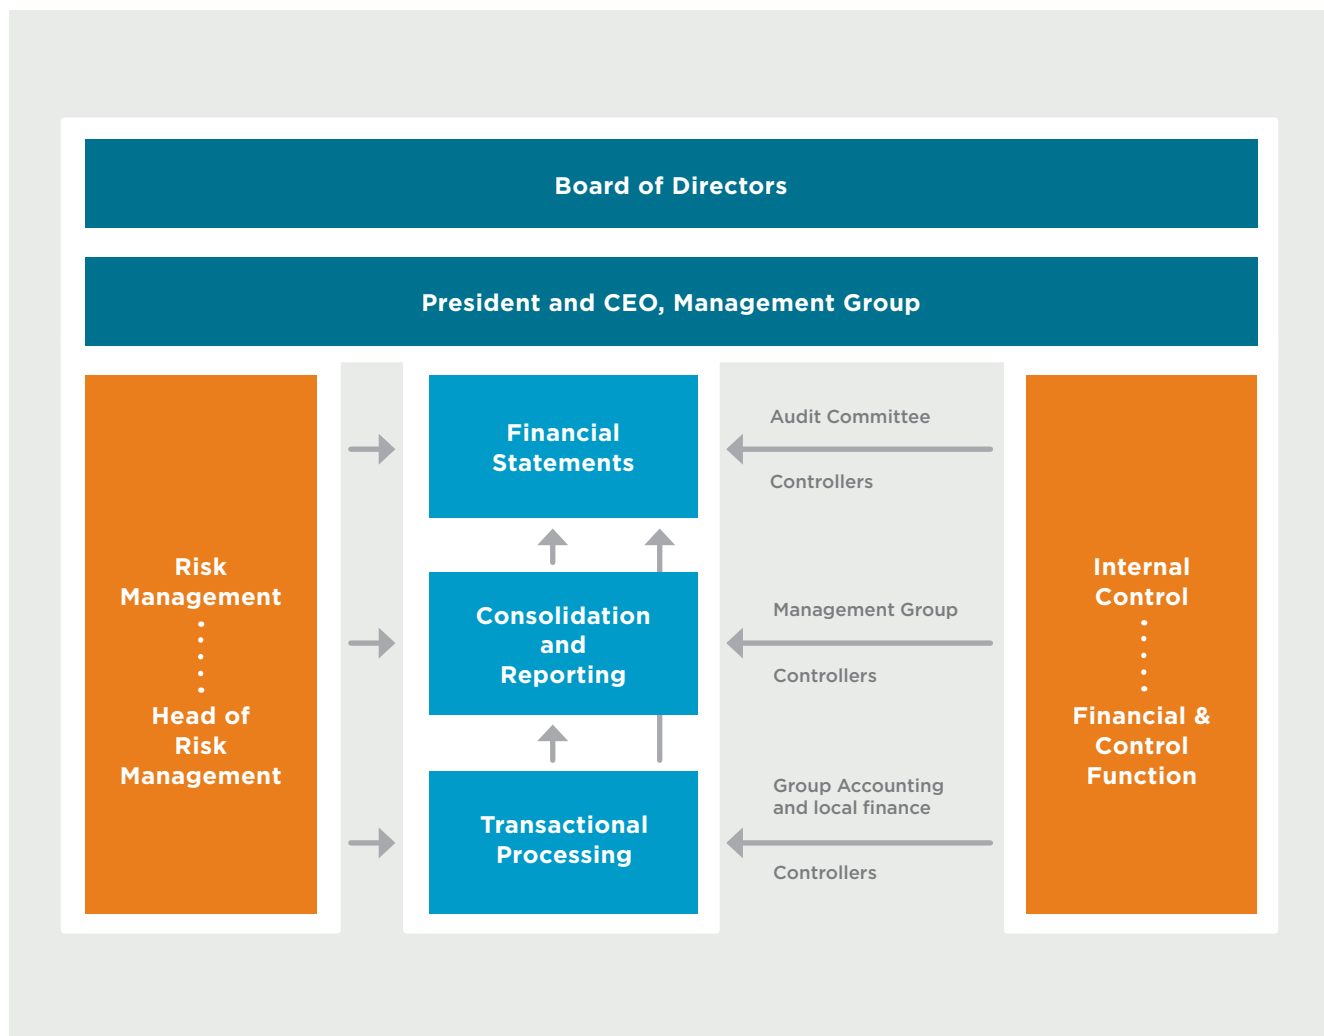 Board of Directors
President and CEO, Management Group
Risk
Management
Head of
Risk
Management
Financial
Statements
Consolidation
and
Reporting
Transactional
Processing
Audit Committee
Controllers
Management Group
Controllers
Group Accounting
and local finance
Controllers
Internal
Control
Financial &
Control
Function